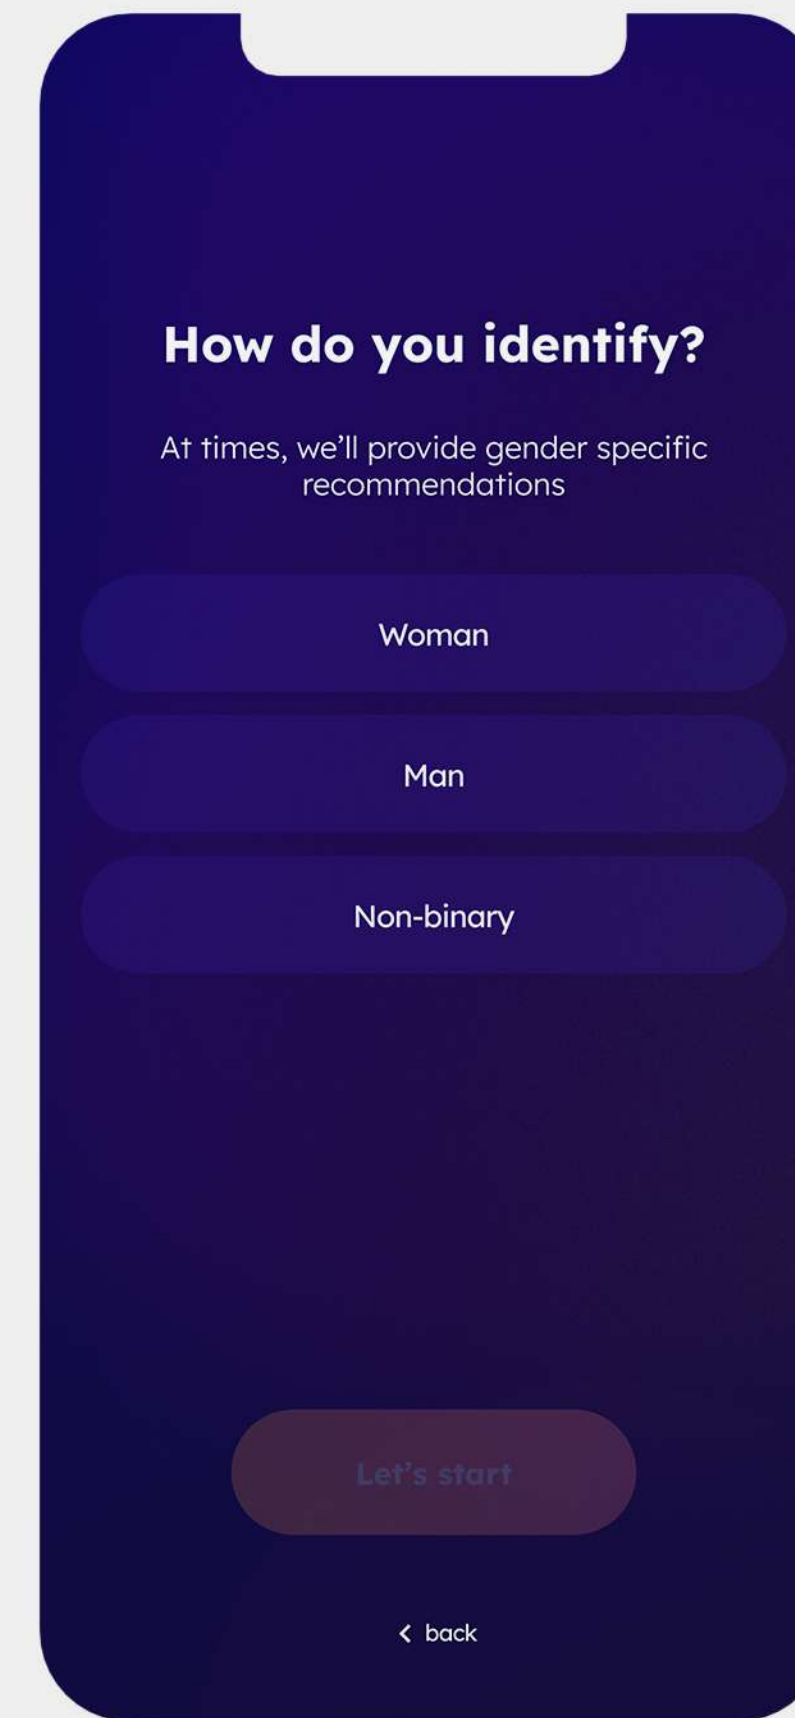 How do you identify?
At times, we’ll provide gender specific
recommendations
Woman
Man
Non-binary
Let’s start
< back